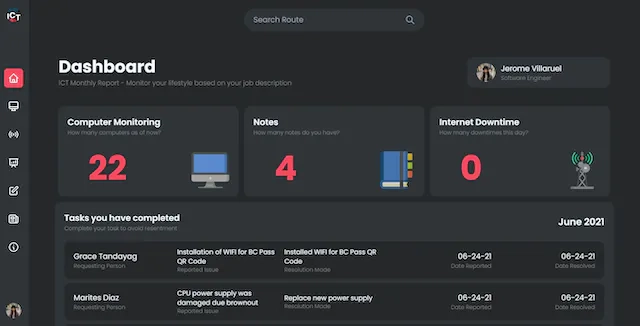 ICT
Search Route
Dashboard
ICT Monthly Report - Monitor your lifestyle based on your job description
Jerome Villaruel
Software Engineer
Computer Monitoring
How many computers as of now?
22
Notes
How many notes do you have?
4
Internet Downtime
How many downtimes this day?
0
Tasks you have completed
Complete your task to avoid resentment
June 2021
Grace Tandayag
Requesting Person
Installation of WIFI for BC Pass
QR Code
Reported Issue
Installed WIFI for BC Pass QR
Code
Resolution Mode
06-24-21
Date Reported
06-24-21
Date Resolved
Marites Diaz
Requesting Person
CPU power supply was
damaged due brownout
Reported Issue
Replace new power supply
Resolution Mode
06-24-21
Date Reported
06-24-21
Date Resolved